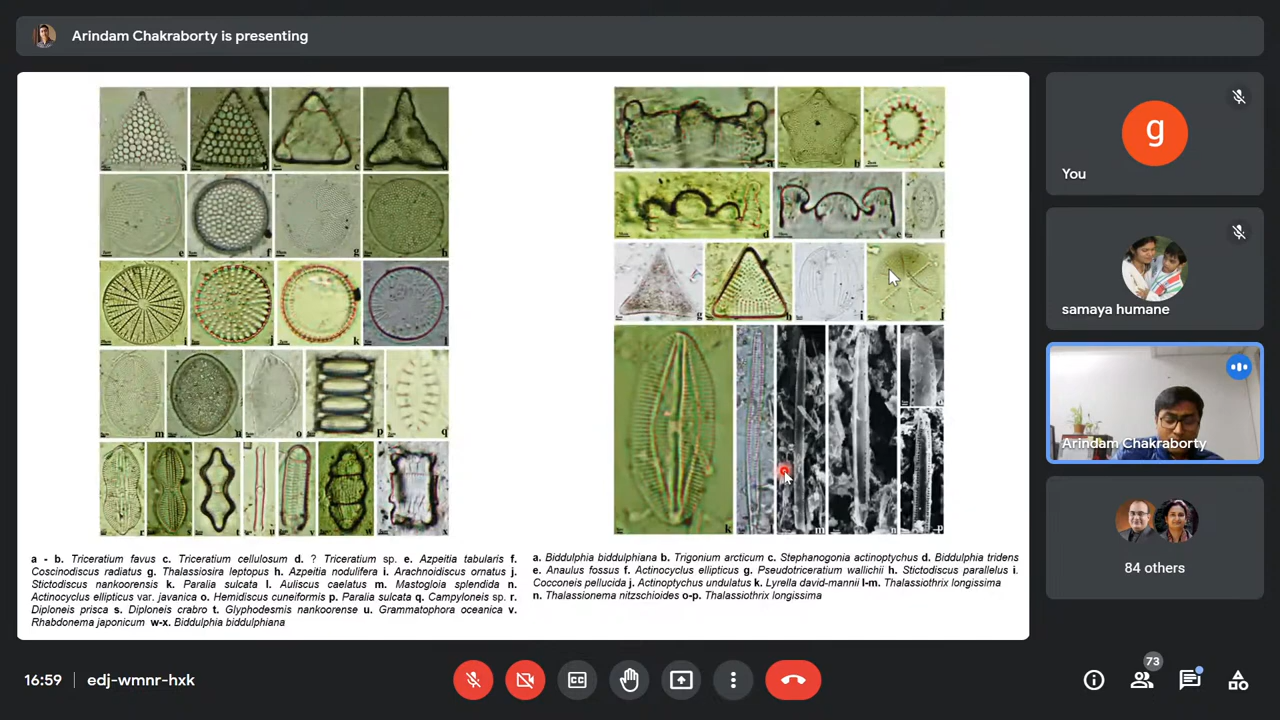 Arindam Chakraborty is presenting
a - b. Triceratium favus c. Triceratium cellulosum d. ? Triceratium sp. e. Azpeitia tabularis f.
Coscinodiscus radiatus g. Thalassiosira leptopus h. Azpeitia nodulifera i. Arachnoidiscus ornatus j.
Stictodiscus nankoorensis k. Paralia sulcata l. Auliscus caelatus m. Mastogloia splendida n.
Actinocyclus ellipticus var. javanica o. Hemidiscus cuneiformis p. Paralia sulcata q. Campyloneis sp. r.
Diploneis prisca s. Diploneis crabro t. Glyphodesmis nankoorense u. Grammatophora oceanica v.
Rhabdonema japonicum w-x. Biddulphia biddulphiana
a. Biddulphia biddulphiana b. Trigonium arcticum c. Stephanogonia actinoptychus d. Biddulphia tridens
e. Anaulus fossus f. Actinocyclus ellipticus g. Pseudotriceratium wallichii h. Stictodiscus parallelus i.
Cocconeis pellucida j. Actinoptychus undulatus k. Lyrella david-mannii l-m. Thalassiothrix longissima
n. Thalassionema nitzschioides o-p. Thalassiothrix longissima
g
You
samaya humane
Arindam Chakraborty
84 others
16:59
edj-wmnr-hxk
73